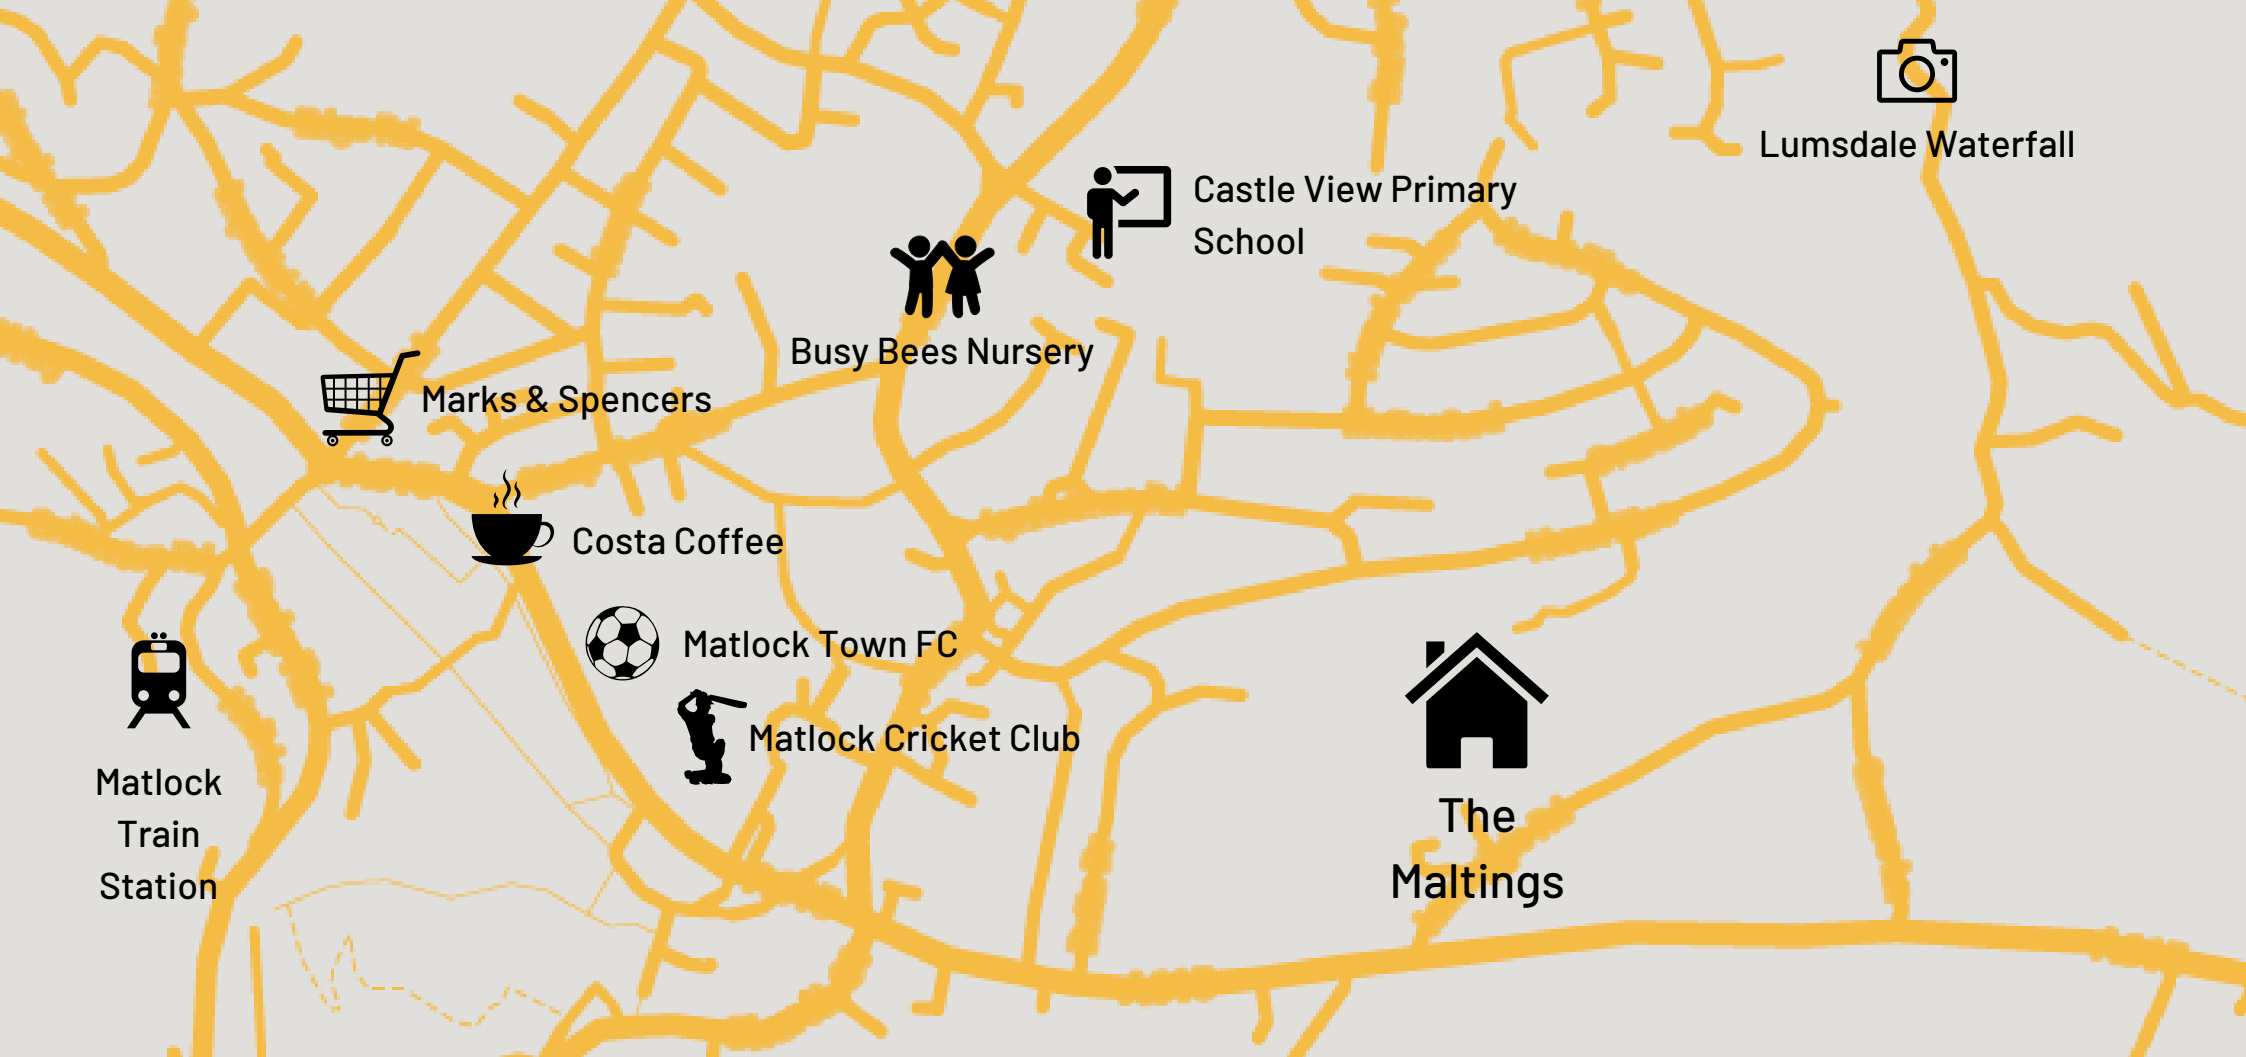 Lumsdale Waterfall
Castle View Primary
School
Busy Bees Nursery
Marks & Spencers
Costa Coffee
Matlock Town FC
Matlock Cricket Club
Matlock
Train
Station
The
Maltings